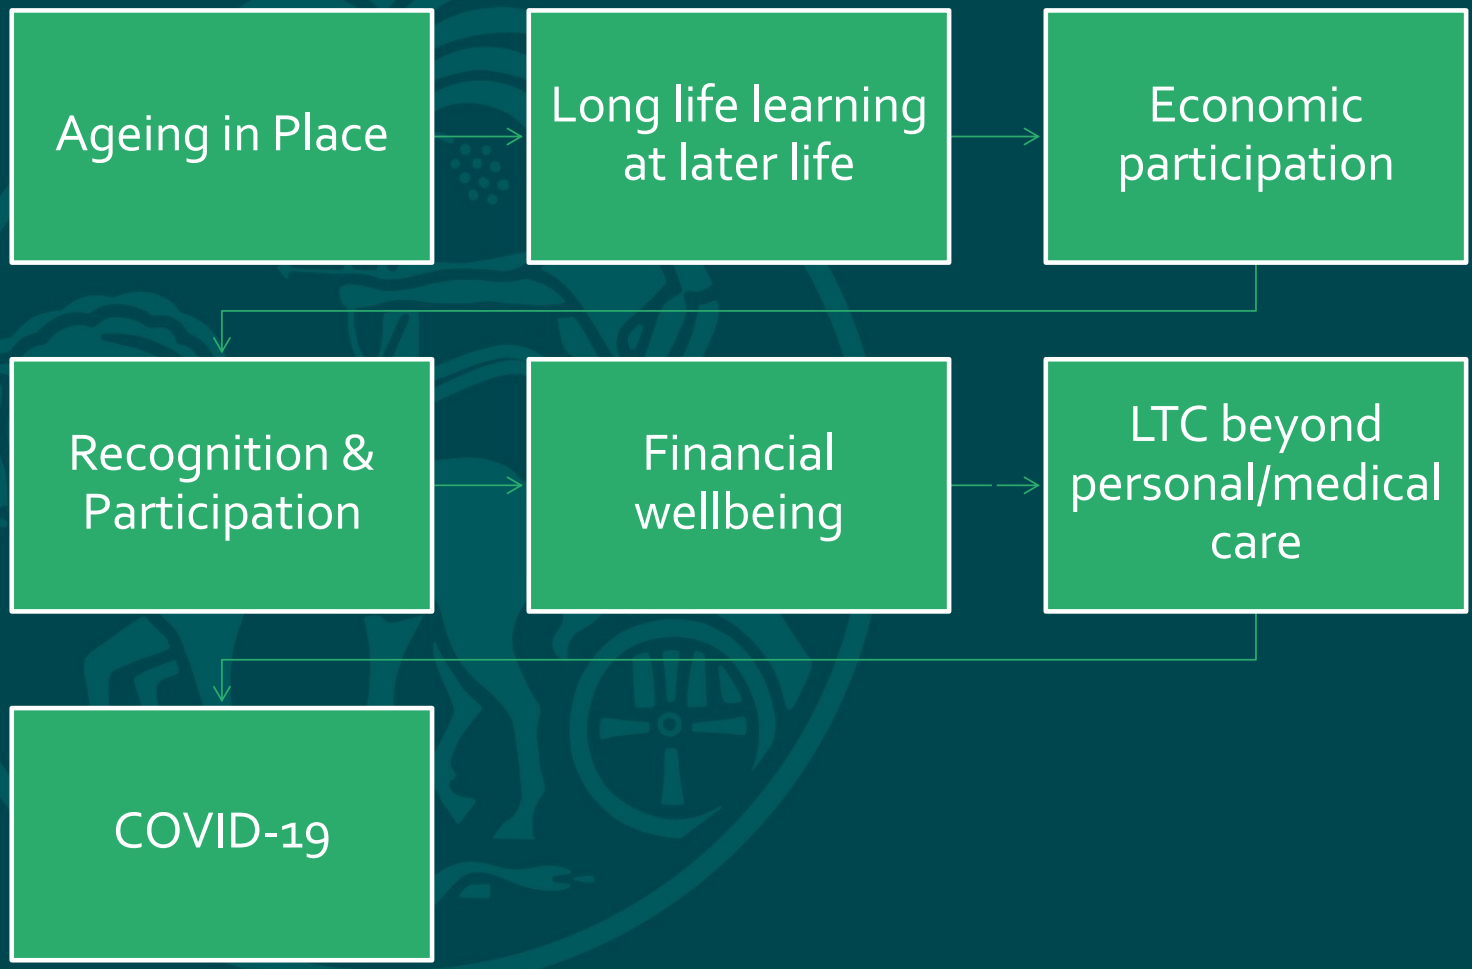 Ageing in Place
Long life learning
at later life
Economic
participation
Recognition &
Participation
Financial
wellbeing
LTC beyond
personal/medical
care
COVID-19